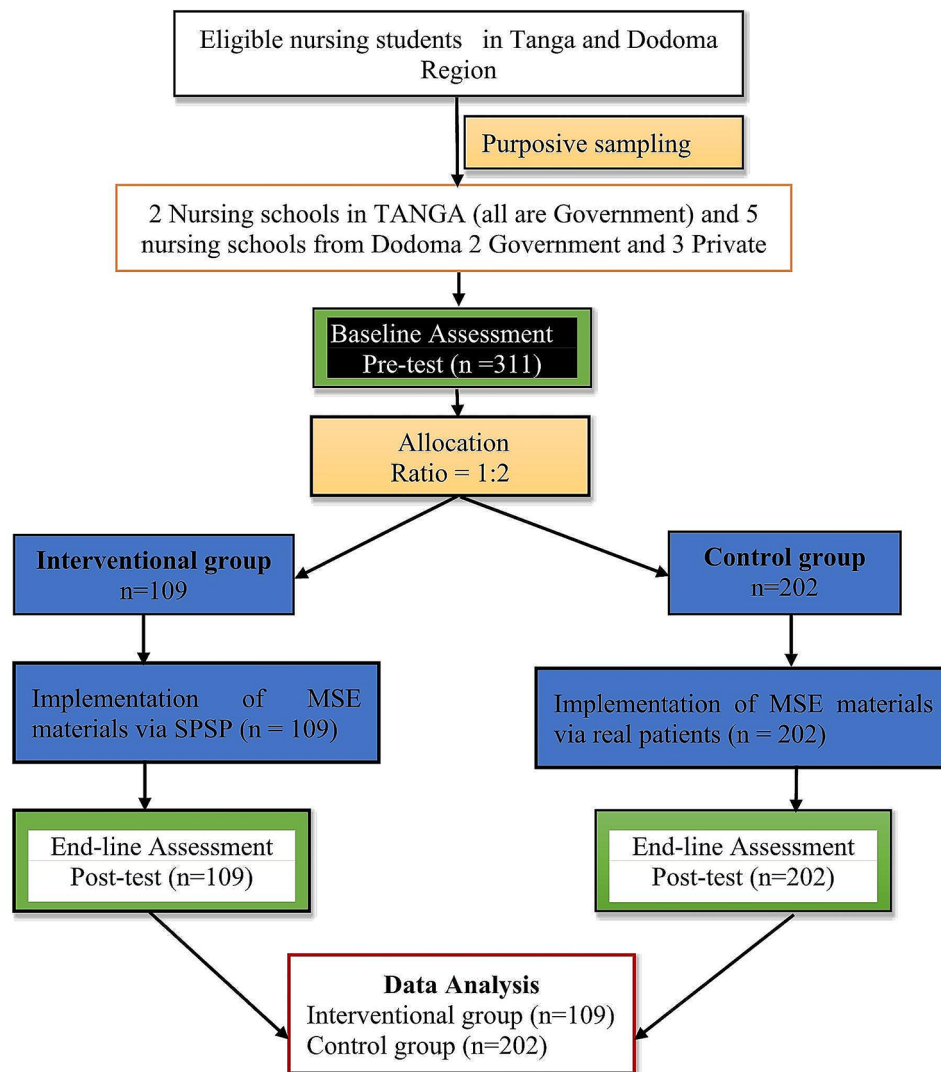 Eligible nursing students in Tanga and Dodoma
Region
Purposive sampling
2 Nursing schools in TANGA (all are Government) and 5
nursing schools from Dodoma 2 Government and 3 Private
Baseline Assessment
Pre-test (n =311)
Allocation
Ratio = 1:2
Interventional group
n=109
Control group
n=202
Implementation of MSE
materials via SPSP (n = 109)
Implementation of MSE materials
via real patients (n = 202)
End-line Assessment
Post-test (n=109)
End-line Assessment
Post-test (n=202)
Data Analysis
Interventional group (n=109)
Control group (n=202)